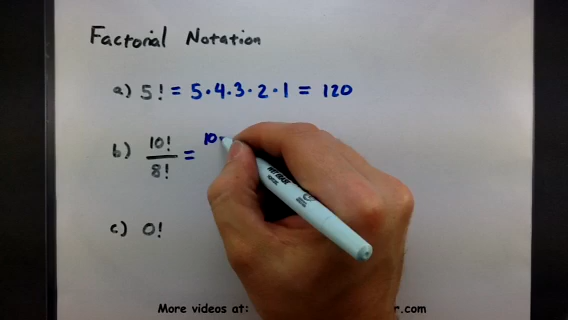 Factorial Notation
a) 5! = 5·4·3·2·1 = 120
b) 10!/8! = 10·
c) 0!
More videos at:
.com